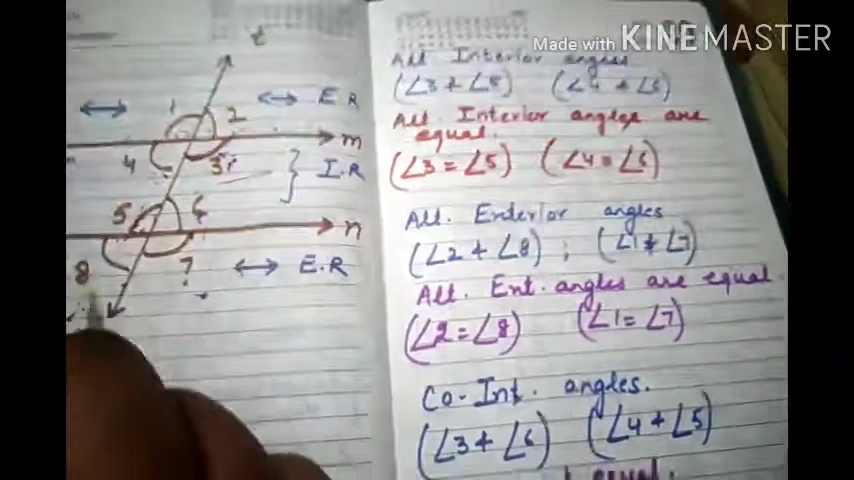 Made with KINEMASTER
t
1
2
E R
m
4
3
I.R
5
6
n
8
7
E.R
Alt Interior angles
(∠3 + ∠5) (∠4 + ∠6)
Alt. Interior angles are
equal.
(∠3 = ∠5) (∠4 = ∠6)
Alt. Exterior angles
(∠2 + ∠8) ; (∠1 + ∠7)
Alt. Ext. angles are equal.
(∠2 = ∠8) (∠1 = ∠7)
Co-Int. angles.
(∠3 + ∠6) (∠4 + ∠5)
equal.